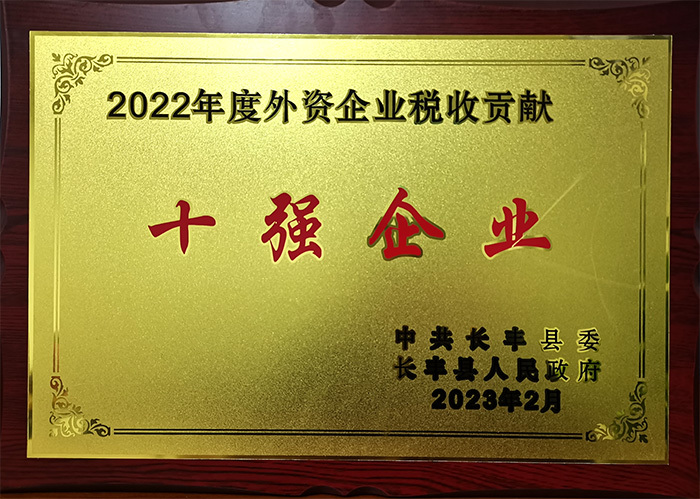 2022年度外资企业税收贡献
十强企业
中共长丰县委
长丰县人民政府
2023年2月